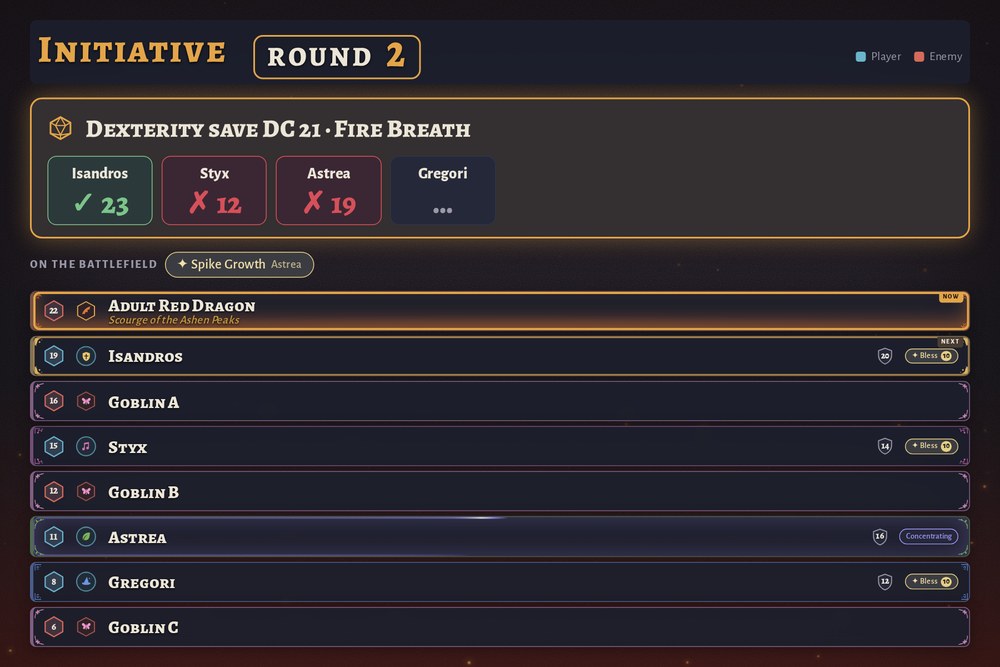 Initiative
ROUND 2
Player
Enemy
Dexterity save DC 21 · Fire Breath
Isandros
✓ 23
Styx
✗ 12
Astrea
✗ 19
Gregori
...
ON THE BATTLEFIELD
✦ Spike Growth Astrea
NOW
22 Adult Red Dragon
Scourge of the Ashen Peaks
NEXT
19 Isandros 20 ✦ Bless 10
16 Goblin A
15 Styx 14 ✦ Bless 10
12 Goblin B
11 Astrea 16 Concentrating
8 Gregori 12 ✦ Bless 10
6 Goblin C